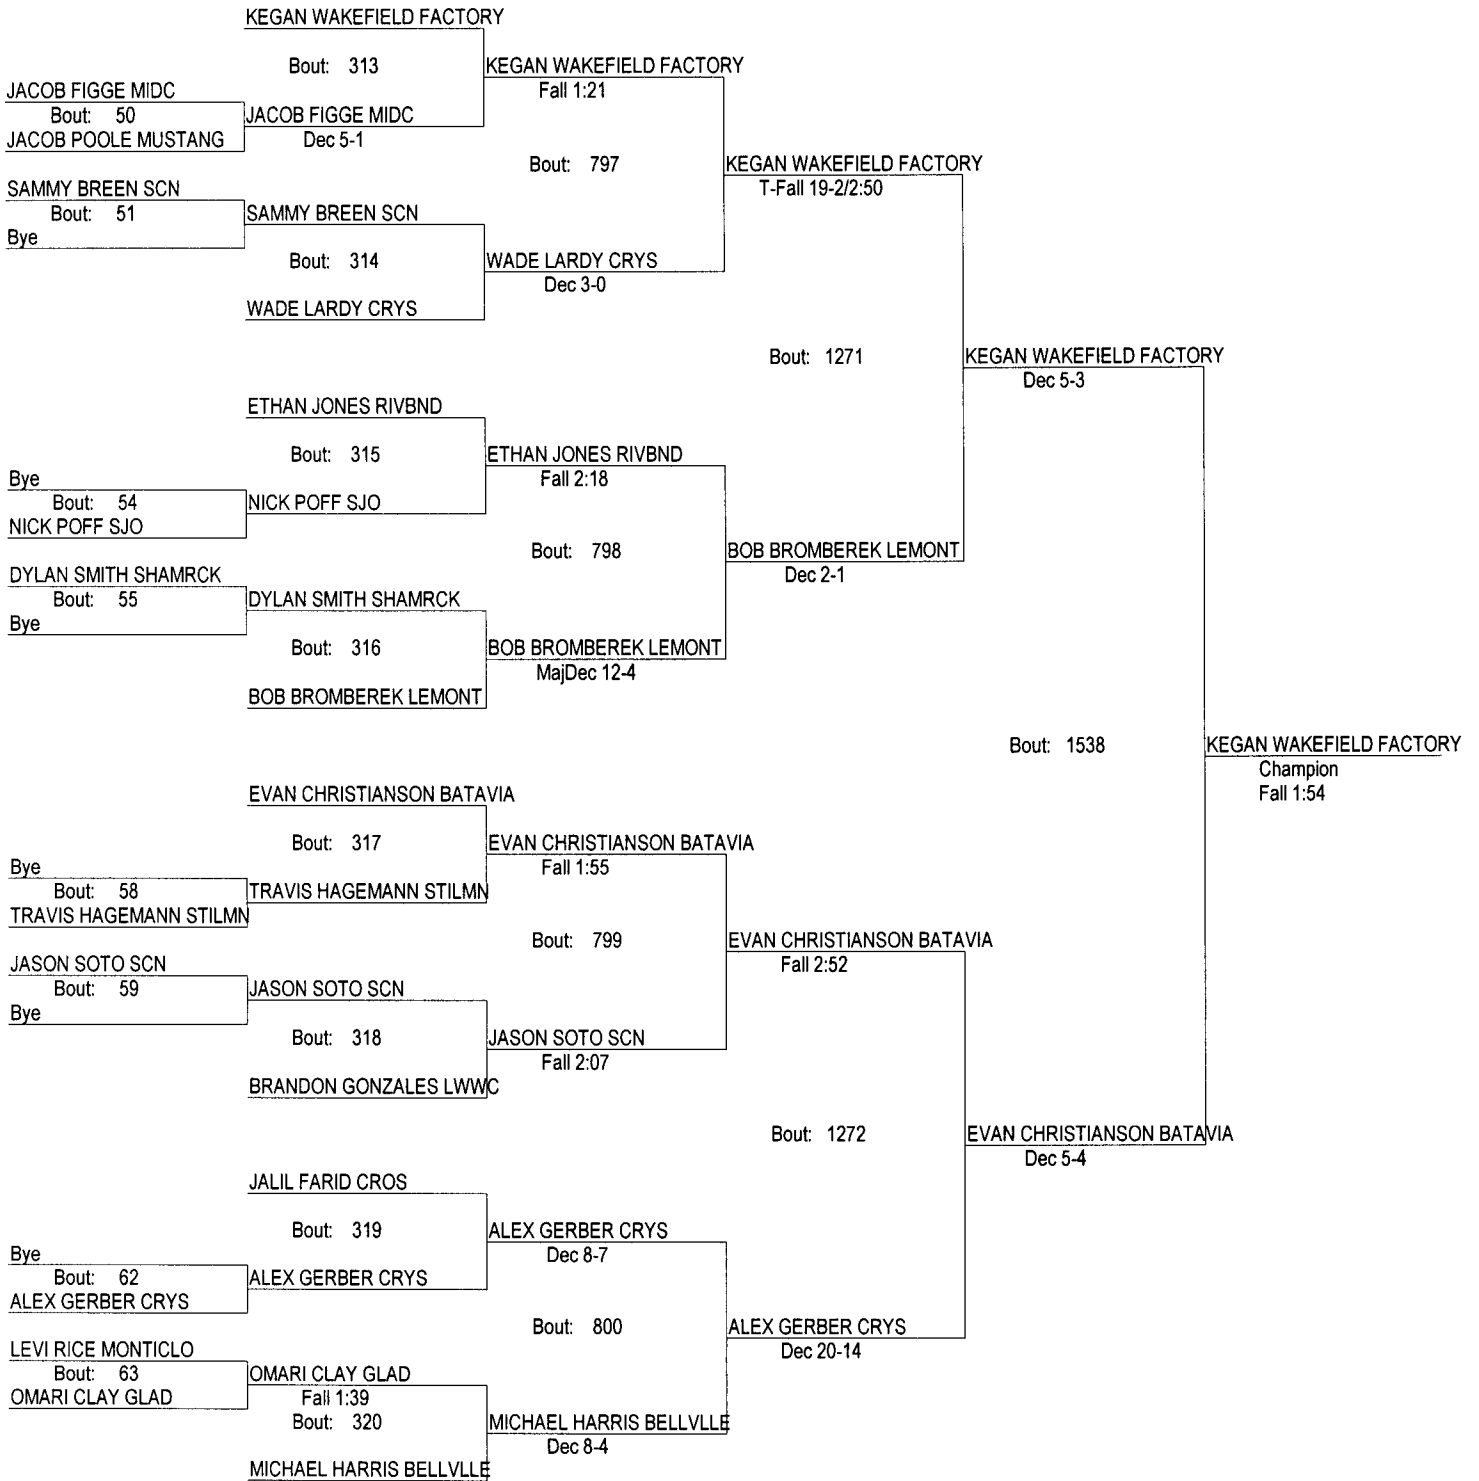 KEGAN WAKEFIELD FACTORY
Bout: 313
KEGAN WAKEFIELD FACTORY
Fall 1:21
JACOB FIGGE MIDC
Bout: 50
JACOB POOLE MUSTANG
JACOB FIGGE MIDC
Dec 5-1
Bout: 797
KEGAN WAKEFIELD FACTORY
T-Fall 19-2/2:50
SAMMY BREEN SCN
Bout: 51
Bye
SAMMY BREEN SCN
Bout: 314
WADE LARDY CRYS
Dec 3-0
WADE LARDY CRYS
Bout: 1271
KEGAN WAKEFIELD FACTORY
Dec 5-3
ETHAN JONES RIVBND
Bout: 315
ETHAN JONES RIVBND
Fall 2:18
Bye
Bout: 54
NICK POFF SJO
NICK POFF SJO
Bout: 798
BOB BROMBEREK LEMONT
Dec 2-1
DYLAN SMITH SHAMRCK
Bout: 55
Bye
DYLAN SMITH SHAMRCK
Bout: 316
BOB BROMBEREK LEMONT
MajDec 12-4
BOB BROMBEREK LEMONT
Bout: 1538
KEGAN WAKEFIELD FACTORY
Champion
Fall 1:54
EVAN CHRISTIANSON BATAVIA
Bout: 317
EVAN CHRISTIANSON BATAVIA
Fall 1:55
Bye
Bout: 58
TRAVIS HAGEMANN STILMN
TRAVIS HAGEMANN STILMN
Bout: 799
EVAN CHRISTIANSON BATAVIA
Fall 2:52
JASON SOTO SCN
Bout: 59
Bye
JASON SOTO SCN
Bout: 318
JASON SOTO SCN
Fall 2:07
BRANDON GONZALES LWWC
Bout: 1272
EVAN CHRISTIANSON BATAVIA
Dec 5-4
JALIL FARID CROS
Bout: 319
ALEX GERBER CRYS
Dec 8-7
Bye
Bout: 62
ALEX GERBER CRYS
ALEX GERBER CRYS
Bout: 800
ALEX GERBER CRYS
Dec 20-14
LEVI RICE MONTICLO
Bout: 63
OMARI CLAY GLAD
OMARI CLAY GLAD
Fall 1:39
Bout: 320
MICHAEL HARRIS BELLVLLE
Dec 8-4
MICHAEL HARRIS BELLVLLE